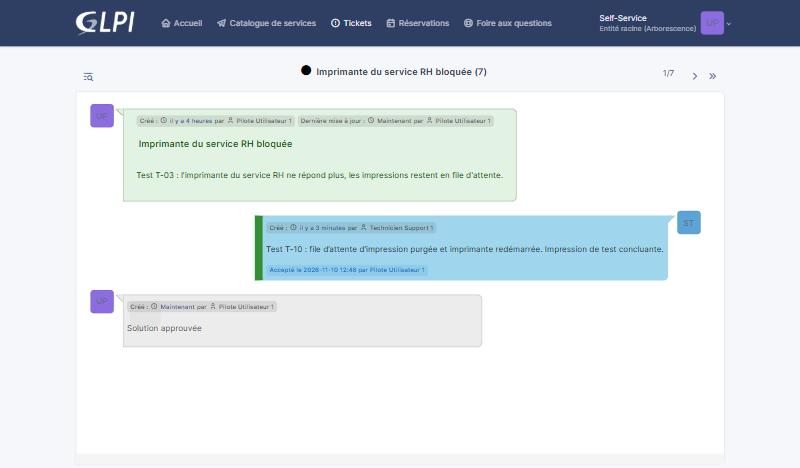 GLPI
Accueil Catalogue de services Tickets Réservations Foire aux questions
Self-Service
Entité racine (Arborescence)
UP
Imprimante du service RH bloquée (7)
1/7
UP
Créé : il y a 4 heures par Pilote Utilisateur 1 Dernière mise à jour : Maintenant par Pilote Utilisateur 1
Imprimante du service RH bloquée
Test T-03 : l'imprimante du service RH ne répond plus, les impressions restent en file d'attente.
ST
Créé : il y a 3 minutes par Technicien Support 1
Test T-10 : file d'attente d'impression purgée et imprimante redémarrée. Impression de test concluante.
Accepté le 2026-11-10 12:46 par Pilote Utilisateur 1
UP
Créé : Maintenant par Pilote Utilisateur 1
Solution approuvée